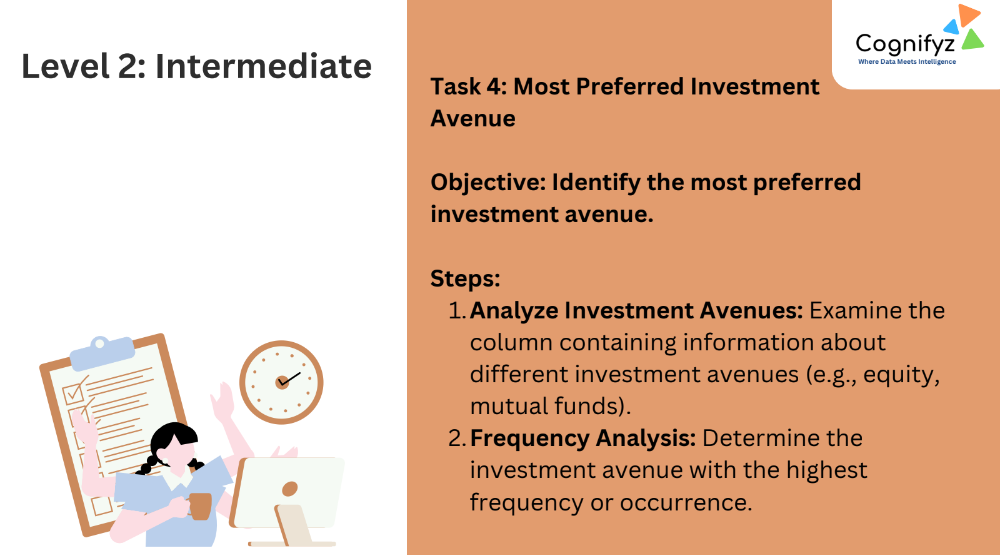 Level 2: Intermediate
Cognifyz
Where Data Meets Intelligence
Task 4: Most Preferred Investment
Avenue
Objective: Identify the most preferred
investment avenue.
Steps:
1. Analyze Investment Avenues: Examine the
column containing information about
different investment avenues (e.g., equity,
mutual funds).
2. Frequency Analysis: Determine the
investment avenue with the highest
frequency or occurrence.